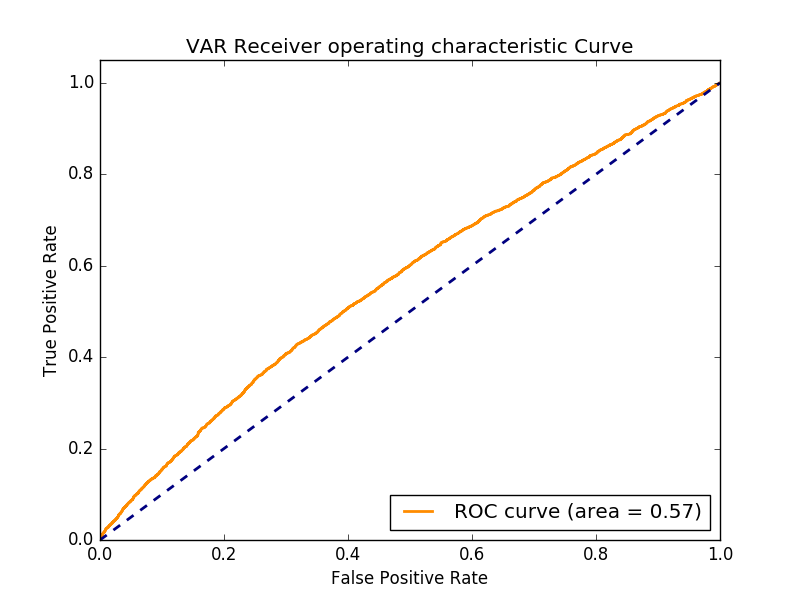 VAR Receiver operating characteristic Curve
1.0
0.8
0.6
0.4
0.2
0.0
True Positive Rate
ROC curve (area = 0.57)
0.0 0.2 0.4 0.6 0.8 1.0
False Positive Rate